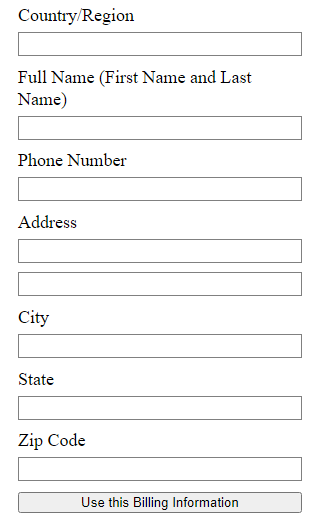 Country/Region
Full Name (First Name and Last
Name)
Phone Number
Address
City
State
Zip Code
Use this Billing Information